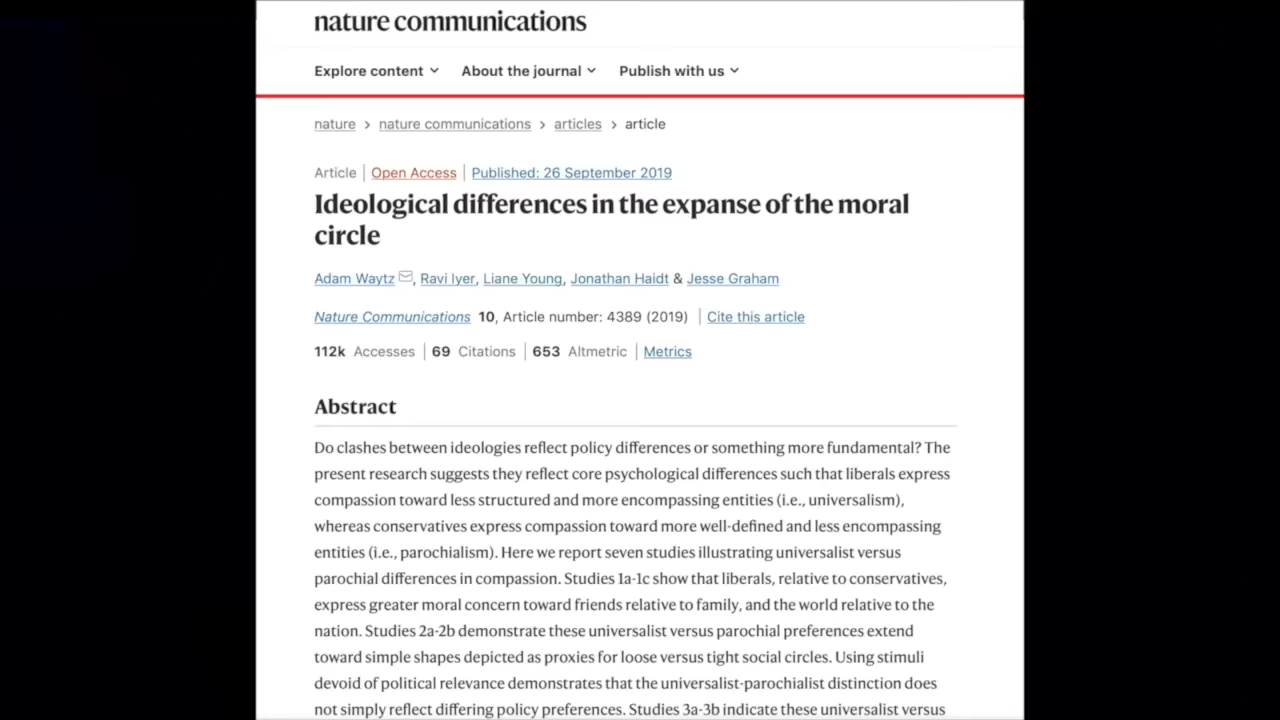 nature communications
Explore content About the journal Publish with us
nature > nature communications > articles > article
Article | Open Access | Published: 26 September 2019
Ideological differences in the expanse of the moral
circle
Adam Waytz, Ravi Iyer, Liane Young, Jonathan Haidt & Jesse Graham
Nature Communications 10, Article number: 4389 (2019) | Cite this article
112k Accesses | 69 Citations | 653 Altmetric | Metrics
Abstract
Do clashes between ideologies reflect policy differences or something more fundamental? The
present research suggests they reflect core psychological differences such that liberals express
compassion toward less structured and more encompassing entities (i.e., universalism),
whereas conservatives express compassion toward more well-defined and less encompassing
entities (i.e., parochialism). Here we report seven studies illustrating universalist versus
parochial differences in compassion. Studies 1a-1c show that liberals, relative to conservatives,
express greater moral concern toward friends relative to family, and the world relative to the
nation. Studies 2a-2b demonstrate these universalist versus parochial preferences extend
toward simple shapes depicted as proxies for loose versus tight social circles. Using stimuli
devoid of political relevance demonstrates that the universalist-parochialist distinction does
not simply reflect differing policy preferences. Studies 3a-3b indicate these universalist versus